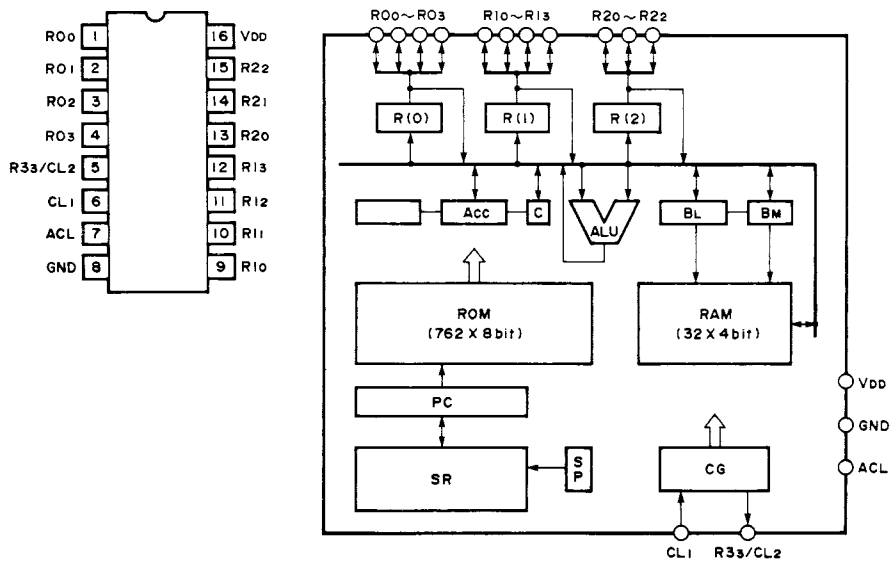 RO0 1 16 VDD
RO1 2 15 R22
RO2 3 14 R21
RO3 4 13 R20
R33/CL2 5 12 R13
CL1 6 11 R12
ACL 7 10 R11
GND 8 9 R10
RO0~RO3 R10~R13 R20~R22
R(0) R(1) R(2)
ACC C ALU BL BM
ROM
(762 X 8bit)
RAM
(32 X 4bit)
PC
VDD
GND
SR
SP
CG
ACL
CL1 R33/CL2